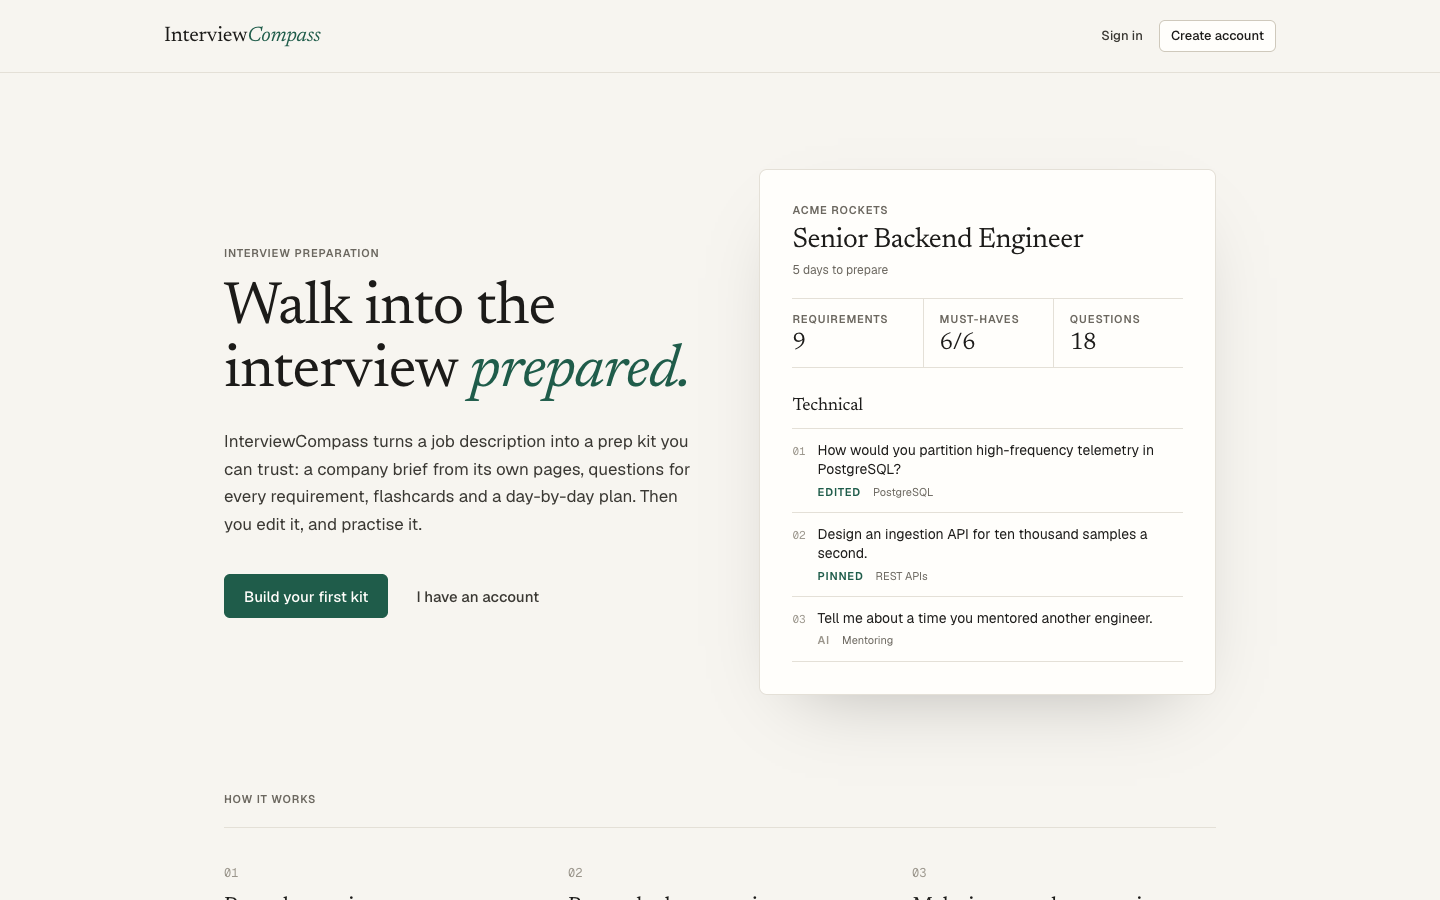 InterviewCompass
Sign in
Create account
INTERVIEW PREPARATION
Walk into the
interview prepared.
InterviewCompass turns a job description into a prep kit you
can trust: a company brief from its own pages, questions for
every requirement, flashcards and a day-by-day plan. Then
you edit it, and practise it.
Build your first kit
I have an account
ACME ROCKETS
Senior Backend Engineer
5 days to prepare
REQUIREMENTS
9
MUST-HAVES
6/6
QUESTIONS
18
Technical
01
How would you partition high-frequency telemetry in
PostgreSQL?
EDITED PostgreSQL
02
Design an ingestion API for ten thousand samples a
second.
PINNED REST APIs
03
Tell me about a time you mentored another engineer.
AI Mentoring
HOW IT WORKS
01
02
03